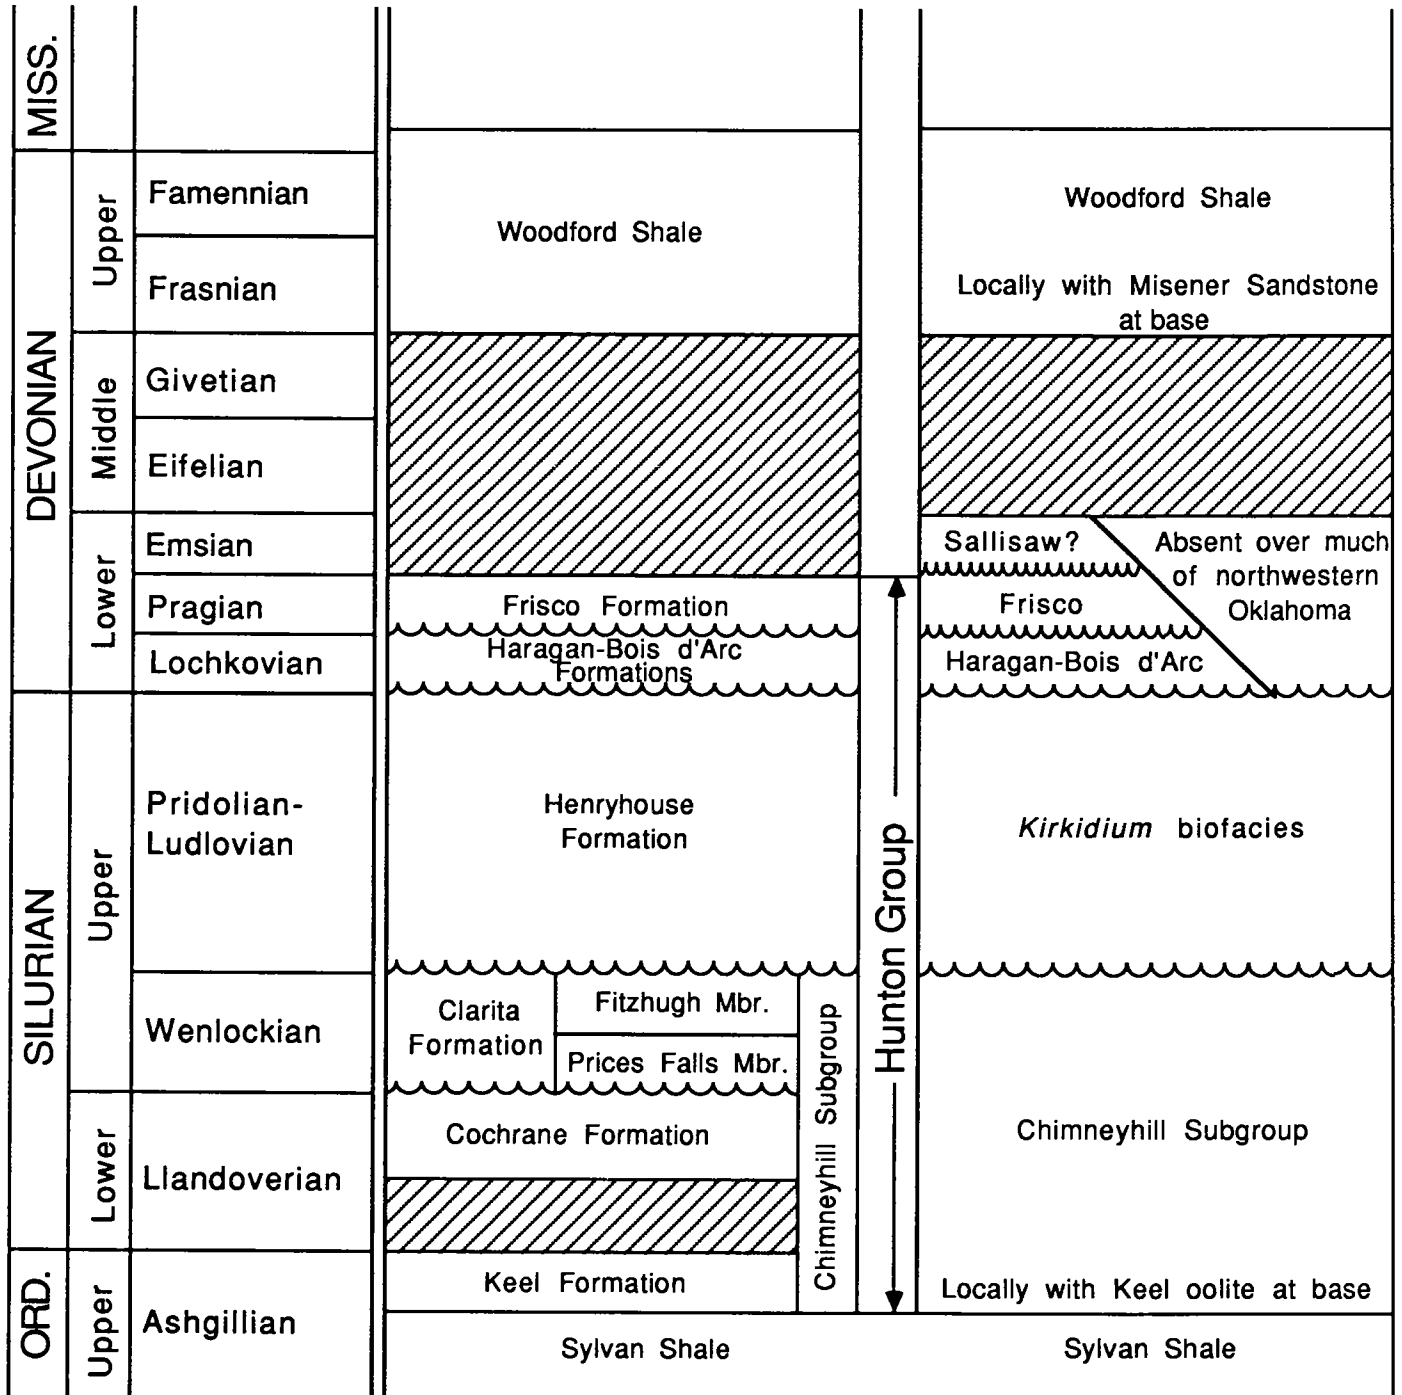 MISS.
DEVONIAN
SILURIAN
ORD.
Upper
Middle
Lower
Upper
Lower
Upper
Famennian
Frasnian
Givetian
Eifelian
Emsian
Pragian
Lochkovian
Pridolian-
Ludlovian
Wenlockian
Llandoverian
Ashgillian
Woodford Shale
Frisco Formation
Haragan-Bois d'Arc
Formations
Henryhouse
Formation
Clarita
Formation
Fitzhugh Mbr.
Prices Falls Mbr.
Cochrane Formation
Keel Formation
Chimneyhill Subgroup
Sylvan Shale
Hunton Group
Woodford Shale
Locally with Misener Sandstone
at base
Sallisaw?
Frisco
Haragan-Bois d'Arc
Absent over much
of northwestern
Oklahoma
Kirkidium biofacies
Chimneyhill Subgroup
Locally with Keel oolite at base
Sylvan Shale